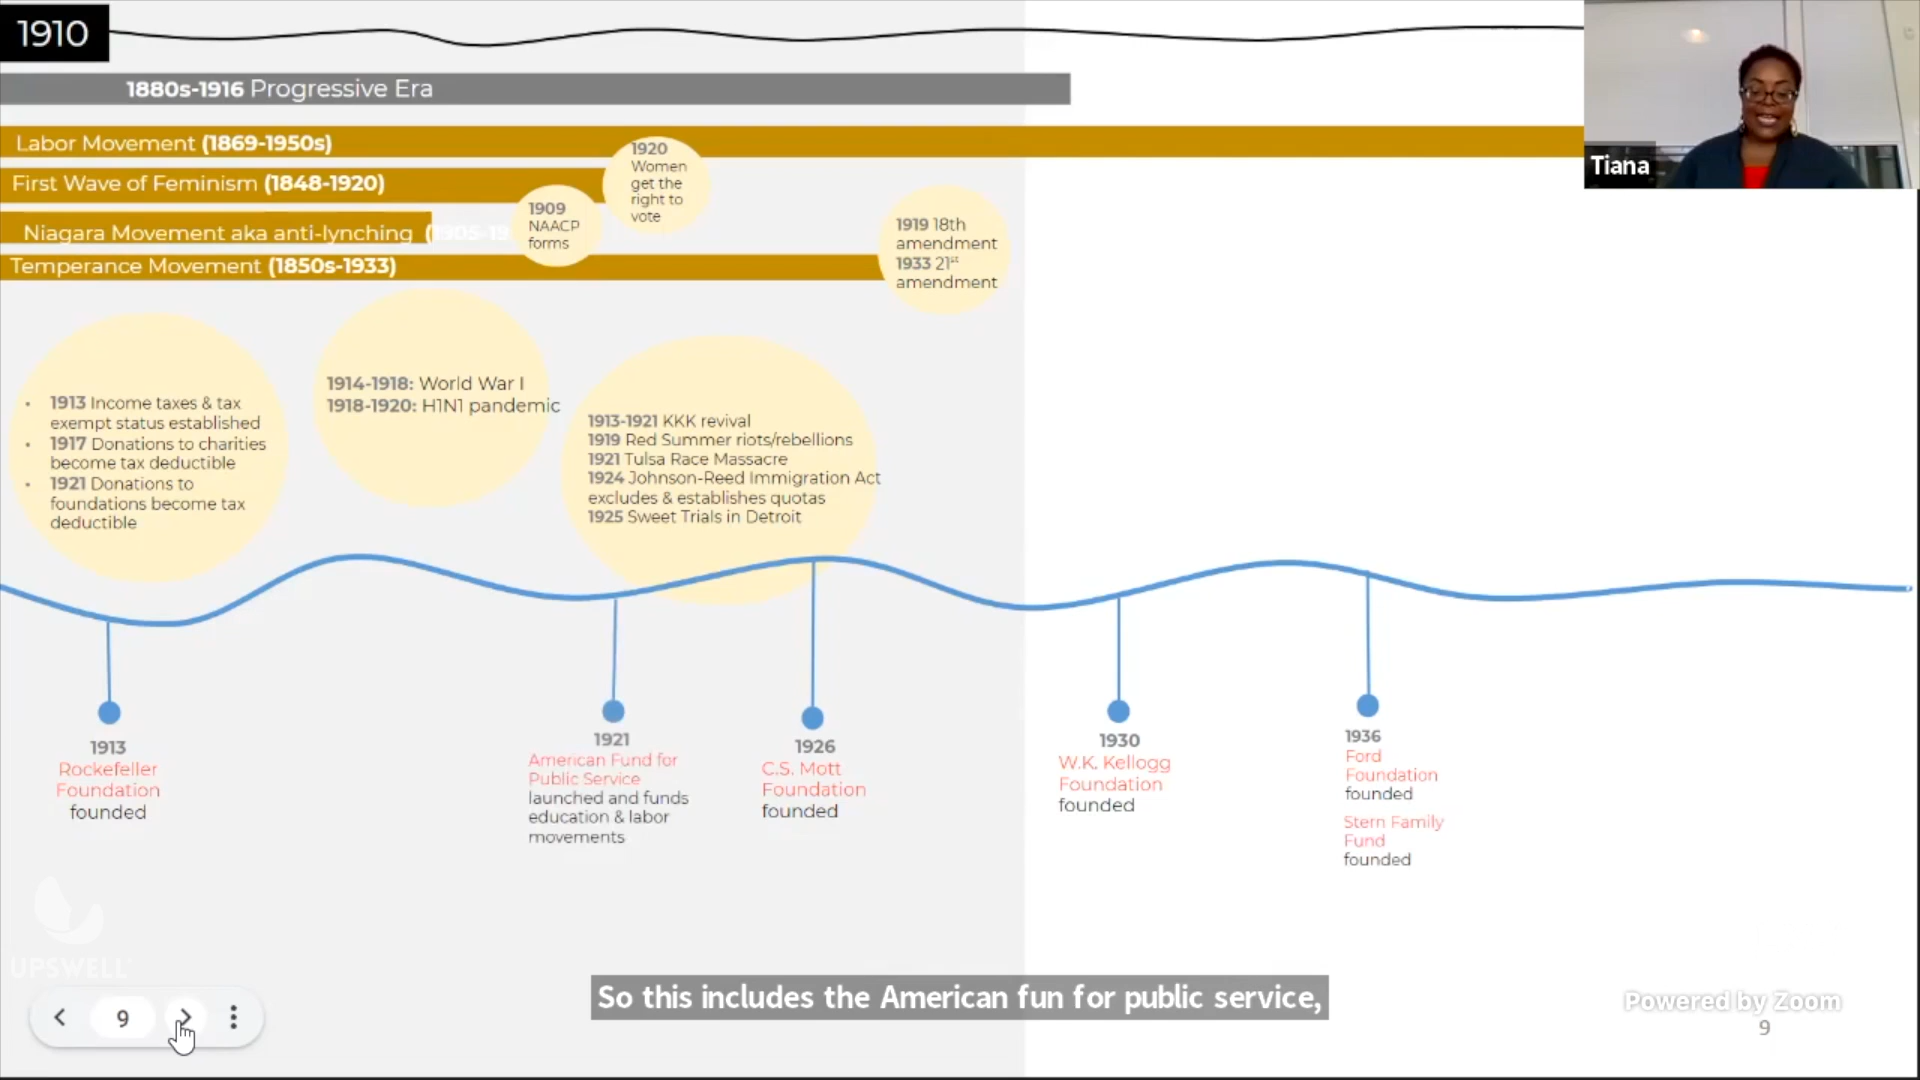 1910
1880s-1916 Progressive Era
Labor Movement (1869-1950s)
First Wave of Feminism (1848-1920)
Niagara Movement aka anti-lynching (1905-19
Temperance Movement (1850s-1933)
1920
Women
get the
right to
vote
1909
NAACP
forms
1919 18th
amendment
1933 21st
amendment
Tiana
• 1913 Income taxes & tax
exempt status established
• 1917 Donations to charities
become tax deductible
• 1921 Donations to
foundations become tax
deductible
1914-1918: World War I
1918-1920: H1N1 pandemic
1913-1921 KKK revival
1919 Red Summer riots/rebellions
1921 Tulsa Race Massacre
1924 Johnson-Reed Immigration Act
excludes & establishes quotas
1925 Sweet Trials in Detroit
1913
Rockefeller
Foundation
founded
1921
American Fund for
Public Service
launched and funds
education & labor
movements
1926
C.S. Mott
Foundation
founded
1930
W.K. Kellogg
Foundation
founded
1936
Ford
Foundation
founded
Stern Family
Fund
founded
UPSWELL
9
So this includes the American fun for public service,
Powered by Zoom
9